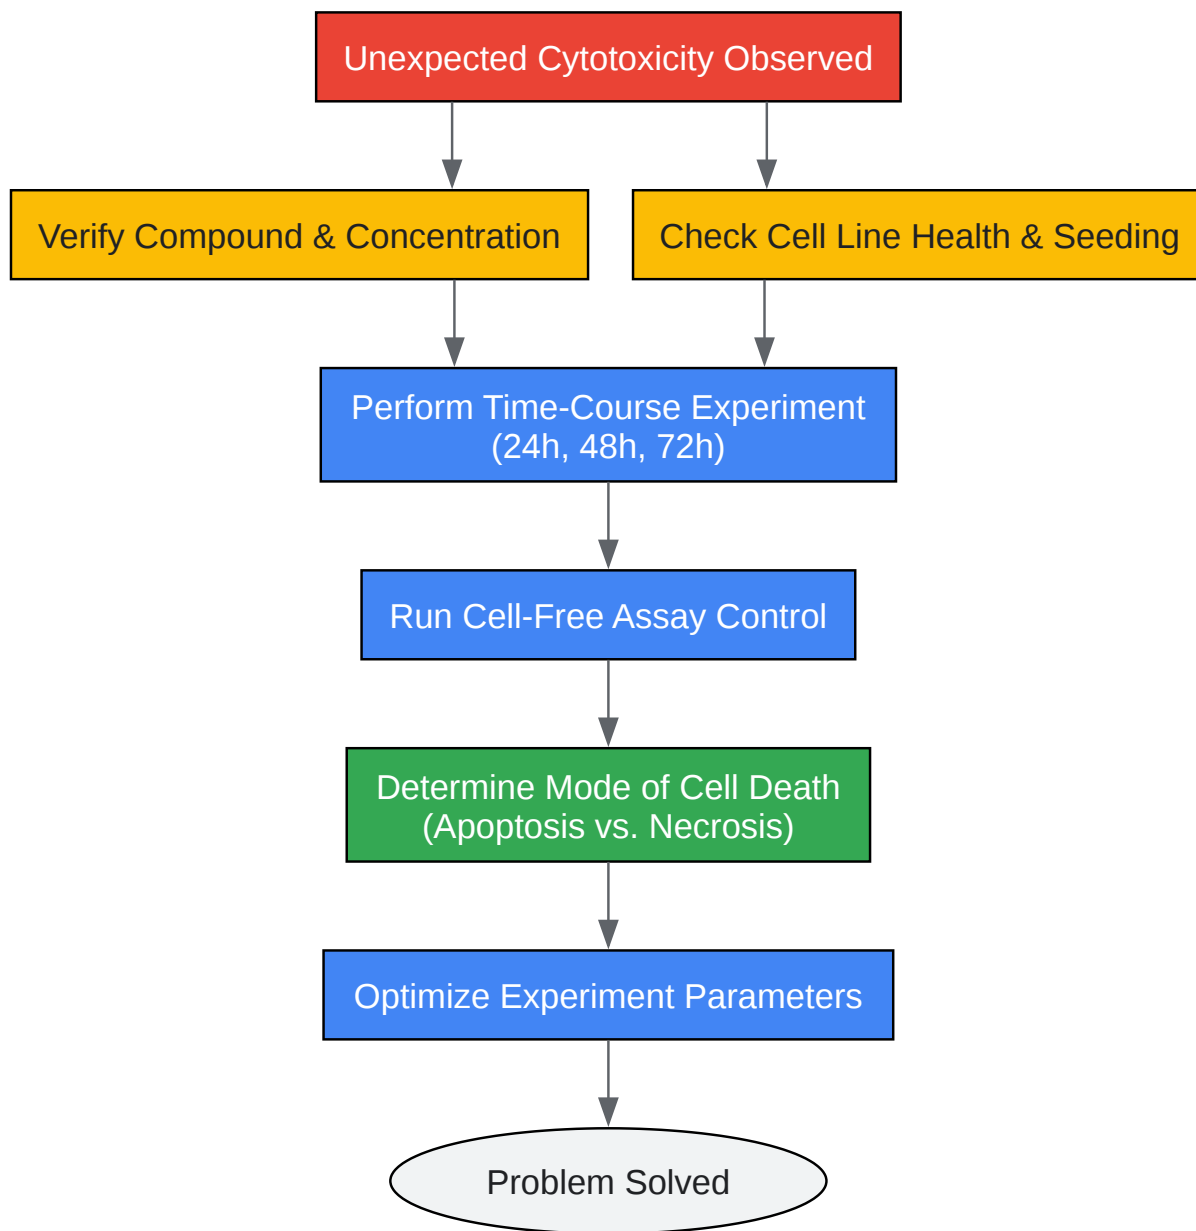 Unexpected Cytotoxicity Observed
Verify Compound & Concentration
Check Cell Line Health & Seeding
Perform Time-Course Experiment
(24h, 48h, 72h)
Run Cell-Free Assay Control
Determine Mode of Cell Death
(Apoptosis vs. Necrosis)
Optimize Experiment Parameters
Problem Solved